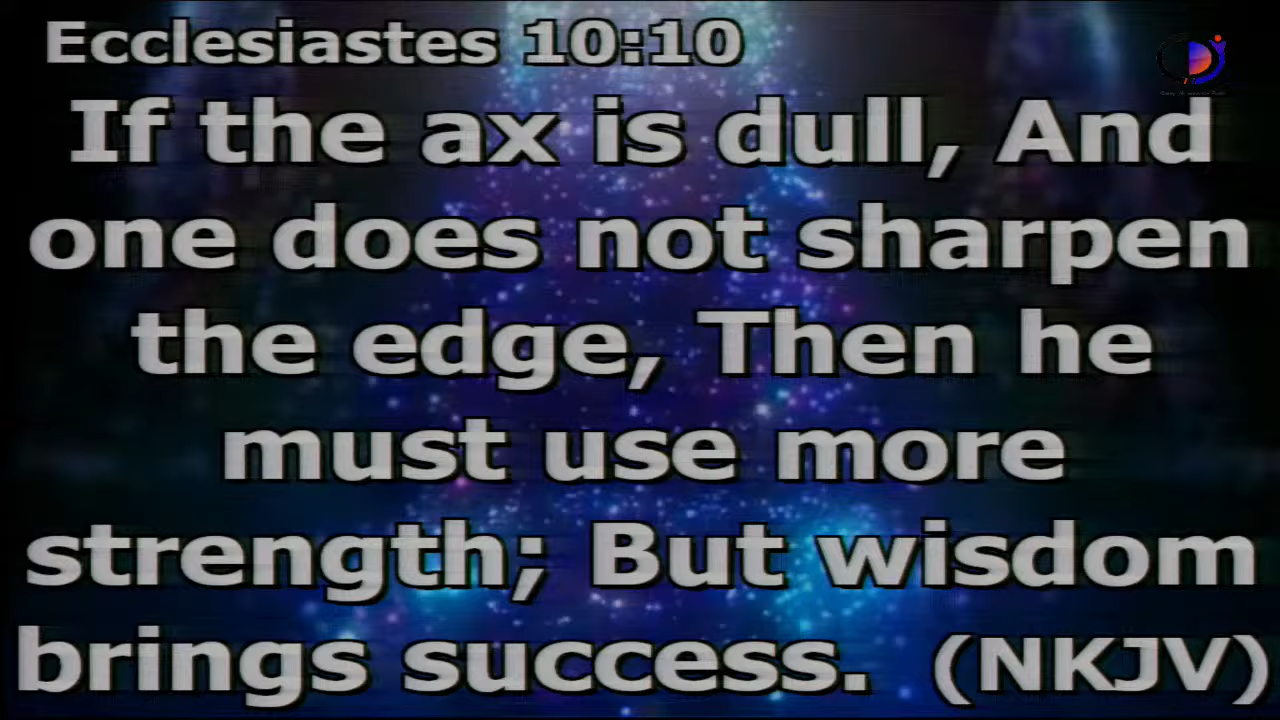 Ecclesiastes 10:10
If the ax is dull, And
one does not sharpen
the edge, Then he
must use more
strength; But wisdom
brings success. (NKJV)